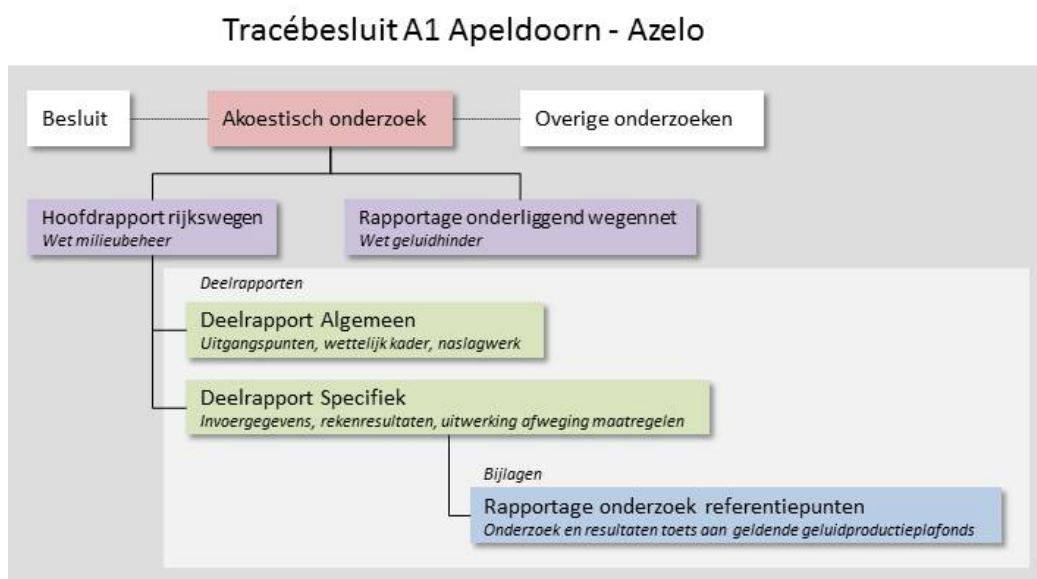 Tracébesluit A1 Apeldoorn - Azelo
Besluit
Akoestisch onderzoek
Overige onderzoeken
Hoofdrapport rijkswegen
Wet milieubeheer
Rapportage onderliggend wegennet
Wet geluidhinder
Deelrapporten
Deelrapport Algemeen
Uitgangspunten, wettelijk kader, naslagwerk
Deelrapport Specifiek
Invoergegevens, rekenresultaten, uitwerking afweging maatregelen
Bijlagen
Rapportage onderzoek referentiepunten
Onderzoek en resultaten toets aan geldende geluidproductieplafonds